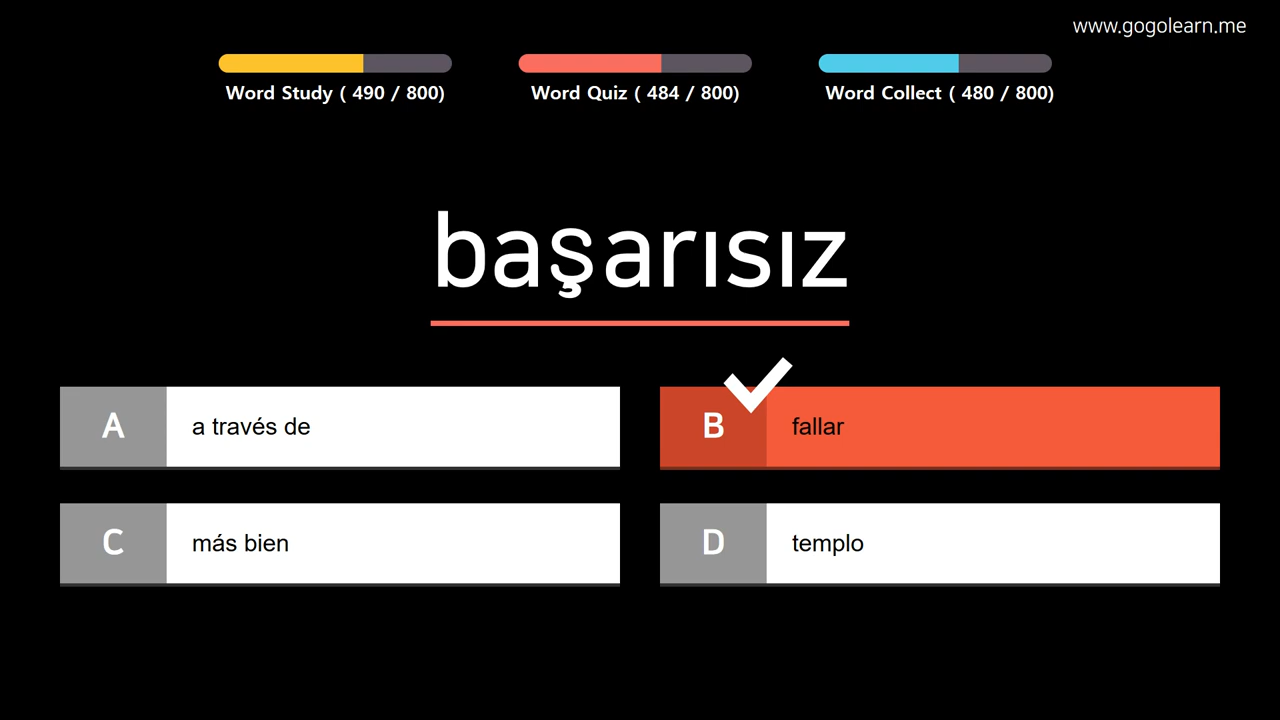 www.gogolearn.me
Word Study ( 490 / 800)
Word Quiz ( 484 / 800)
Word Collect ( 480 / 800)
başarısız
A a través de
B fallar
C más bien
D templo